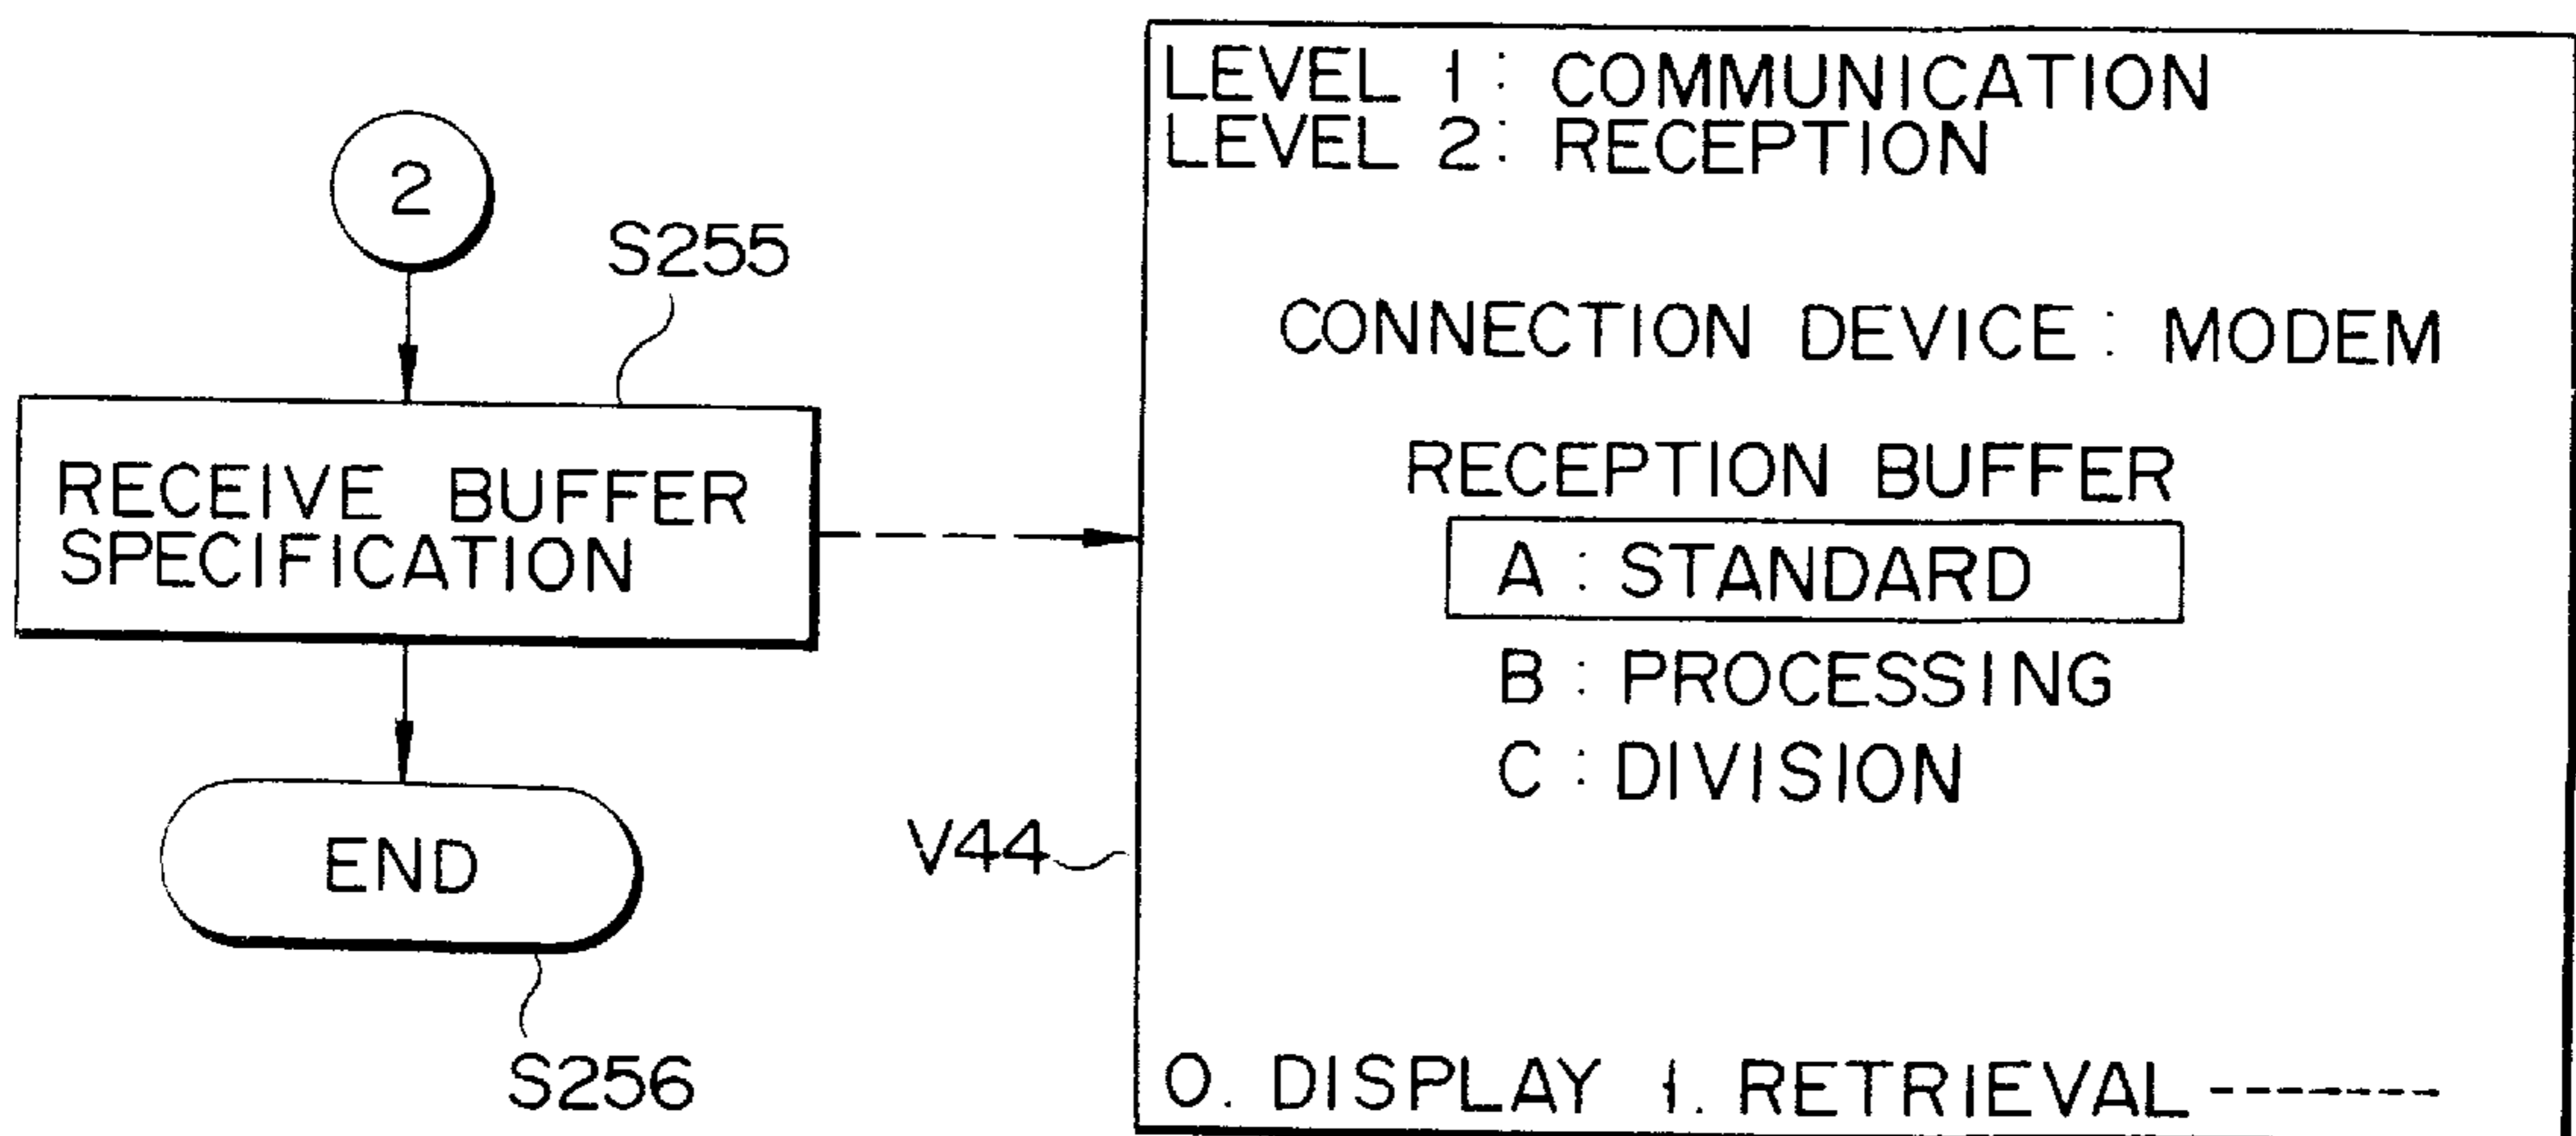 2
S255
RECEIVE BUFFER
SPECIFICATION
END
S256
V44
LEVEL 1 : COMMUNICATION
LEVEL 2 : RECEPTION
CONNECTION DEVICE : MODEM
RECEPTION BUFFER
A : STANDARD
B : PROCESSING
C : DIVISION
0. DISPLAY 1. RETRIEVAL -------